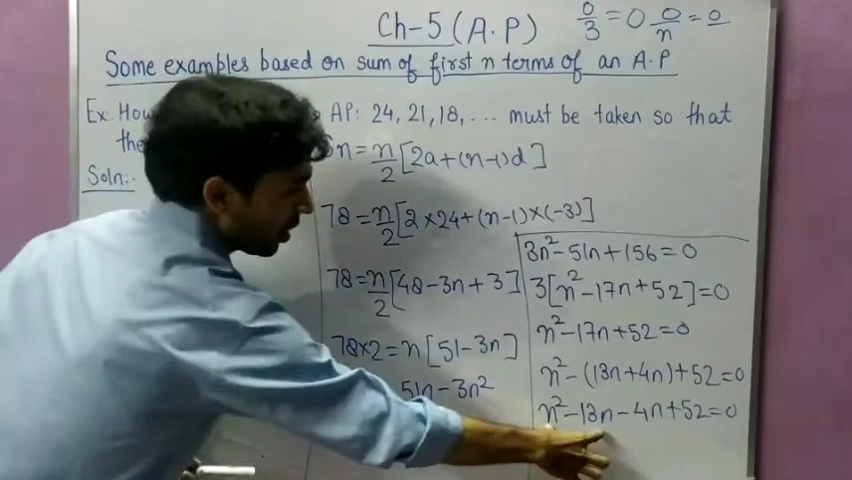 Ch-5 (A.P)
0/3 = 0 0/n = 0
Some examples based on sum of first n terms of an A.P
Ex: How AP: 24, 21, 18, ... must be taken so that
the
Soln:-
Sn = n/2 [2a+(n-1)d]
78 = n/2 [2×24+(n-1)×(-3)]
78 = n/2 [48-3n+3]
78×2 = n[51-3n]
51n-3n²
3n²-51n+156=0
3[n²-17n+52]=0
n²-17n+52=0
n²-(13n+4n)+52=0
n²-13n-4n+52=0